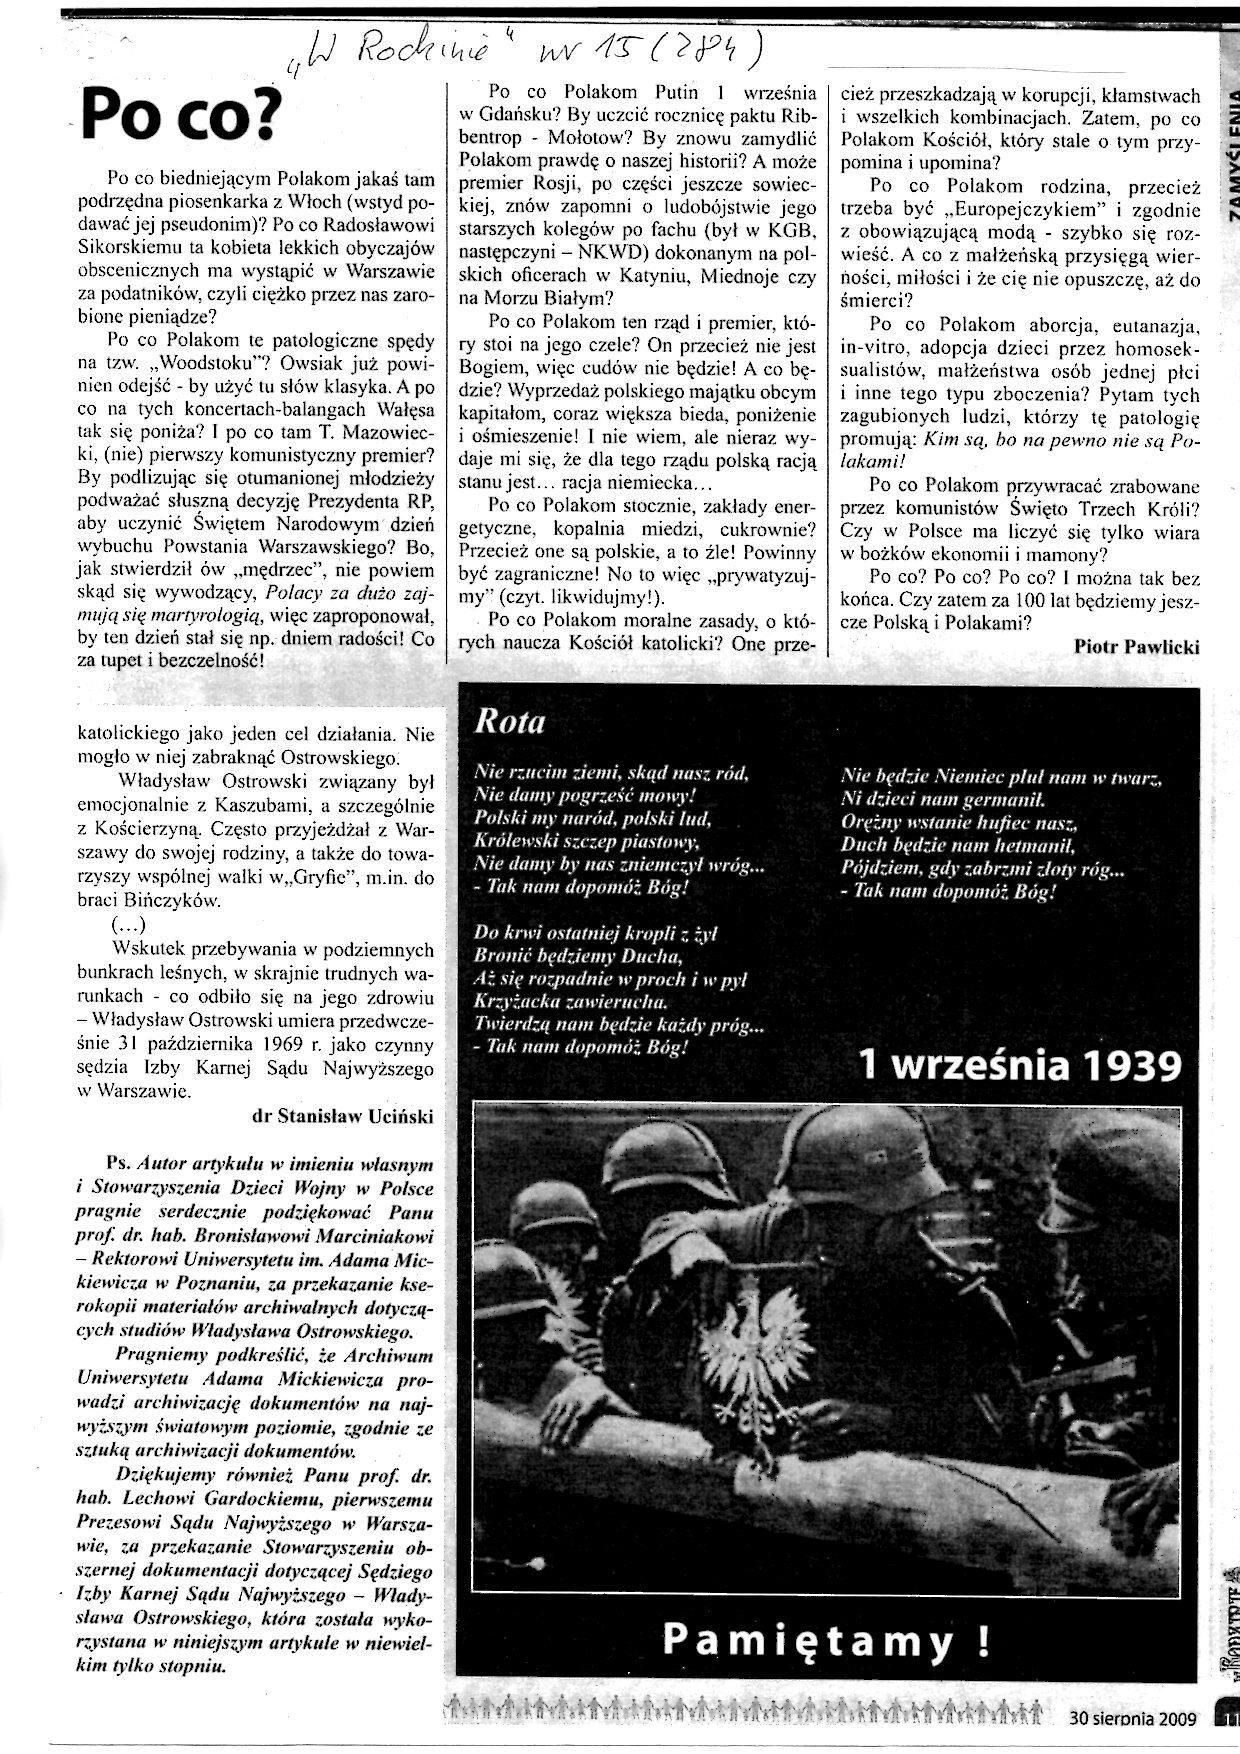 „W Rodzinie" nr 15 (284)
ZAMYŚLENIA
Po co?
Po co biedniejącym Polakom jakaś tam
podrzędna piosenkarka z Włoch (wstyd po-
dawać jej pseudonim)? Po co Radosławowi
Sikorskiemu ta kobieta lekkich obyczajów
obscenicznych ma wystąpić w Warszawie
za podatników, czyli ciężko przez nas zaro-
bione pieniądze?
Po co Polakom te patologiczne spędy
na tzw. „Woodstoku"? Owsiak już powi-
nien odejść - by użyć tu słów klasyka. A po
co na tych koncertach-balangach Wałęsa
tak się poniża? I po co tam T. Mazowiec-
ki, (nie) pierwszy komunistyczny premier?
By podlizując się otumanionej młodzieży
podważać słuszną decyzję Prezydenta RP,
aby uczynić Świętem Narodowym dzień
wybuchu Powstania Warszawskiego? Bo,
jak stwierdził ów „mędrzec", nie powiem
skąd się wywodzący, Polacy za dużo zaj-
mują się martyrologią, więc zaproponował,
by ten dzień stał się np. dniem radości! Co
za tupet i bezczelność!
Po co Polakom Putin 1 września
w Gdańsku? By uczcić rocznicę paktu Rib-
bentrop - Mołotow? By znowu zamydlić
Polakom prawdę o naszej historii? A może
premier Rosji, po części jeszcze sowiec-
kiej, znów zapomni o ludobójstwie jego
starszych kolegów po fachu (był w KGB,
następczyni – NKWD) dokonanym na pol-
skich oficerach w Katyniu, Miednoje czy
na Morzu Białym?
Po co Polakom ten rząd i premier, któ-
ry stoi na jego czele? On przecież nie jest
Bogiem, więc cudów nie będzie! A co bę-
dzie? Wyprzedaż polskiego majątku obcym
kapitałom, coraz większa bieda, poniżenie
i ośmieszenie! I nie wiem, ale nieraz wy-
daje mi się, że dla tego rządu polską racją
stanu jest... racja niemiecka...
Po co Polakom stocznie, zakłady ener-
getyczne, kopalnia miedzi, cukrownie?
Przecież one są polskie, a to źle! Powinny
być zagraniczne! No to więc „prywatyzuj-
my" (czyt. likwidujmy!).
Po co Polakom moralne zasady, o któ-
rych naucza Kościół katolicki? One prze-
cież przeszkadzają w korupcji, kłamstwach
i wszelkich kombinacjach. Zatem, po co
Polakom Kościół, który stale o tym przy-
pomina i upomina?
Po co Polakom rodzina, przecież
trzeba być „Europejczykiem" i zgodnie
z obowiązującą modą - szybko się roz-
wieść. A co z małżeńską przysięgą wier-
ności, miłości i że cię nie opuszczę, aż do
śmierci?
Po co Polakom aborcja, eutanazja,
in-vitro, adopcja dzieci przez homosek-
sualistów, małżeństwa osób jednej płci
i inne tego typu zboczenia? Pytam tych
zagubionych ludzi, którzy tę patologię
promują: Kim są, bo na pewno nie są Po-
lakami!
Po co Polakom przywracać zrabowane
przez komunistów Święto Trzech Króli?
Czy w Polsce ma liczyć się tylko wiara
w bożków ekonomii i mamony?
Po co? Po co? Po co? I można tak bez
końca. Czy zatem za 100 lat będziemy jesz-
cze Polską i Polakami?
Piotr Pawlicki
katolickiego jako jeden cel działania. Nie
mogło w niej zabraknąć Ostrowskiego.
Władysław Ostrowski związany był
emocjonalnie z Kaszubami, a szczególnie
z Kościerzyną. Często przyjeżdżał z War-
szawy do swojej rodziny, a także do towa-
rzyszy wspólnej walki w„Gryfie", m.in. do
braci Bińczyków.
(...)
Wskutek przebywania w podziemnych
bunkrach leśnych, w skrajnie trudnych wa-
runkach - co odbiło się na jego zdrowiu
– Władysław Ostrowski umiera przedwcze-
śnie 31 października 1969 r. jako czynny
sędzia Izby Karnej Sądu Najwyższego
w Warszawie.
dr Stanisław Uciński
Ps. Autor artykułu w imieniu własnym
i Stowarzyszenia Dzieci Wojny w Polsce
pragnie serdecznie podziękować Panu
prof. dr. hab. Bronisławowi Marciniakowi
– Rektorowi Uniwersytetu im. Adama Mic-
kiewicza w Poznaniu, za przekazanie kse-
rokopii materiałów archiwalnych dotyczą-
cych studiów Władysława Ostrowskiego.
Pragniemy podkreślić, że Archiwum
Uniwersytetu Adama Mickiewicza pro-
wadzi archiwizację dokumentów na naj-
wyższym światowym poziomie, zgodnie ze
sztuką archiwizacji dokumentów.
Dziękujemy również Panu prof. dr.
hab. Lechowi Gardockiemu, pierwszemu
Prezesowi Sądu Najwyższego w Warsza-
wie, za przekazanie Stowarzyszeniu ob-
szernej dokumentacji dotyczącej Sędziego
Izby Karnej Sądu Najwyższego – Włady-
sława Ostrowskiego, która została wyko-
rzystana w niniejszym artykule w niewiel-
kim tylko stopniu.
Rota
Nie rzucim ziemi, skąd nasz ród,
Nie damy pogrześć mowy!
Polski my naród, polski lud,
Królewski szczep piastowy,
Nie damy by nas zniemczył wróg...
- Tak nam dopomóż Bóg!
Do krwi ostatniej kropli z żył
Bronić będziemy Ducha,
Aż się rozpadnie w proch i w pył
Krzyżacka zawierucha.
Twierdzą nam będzie każdy próg...
- Tak nam dopomóż Bóg!
Nie będzie Niemiec pluł nam w twarz,
Ni dzieci nam germanił.
Orężny wstanie hufiec nasz,
Duch będzie nam hetmanił,
Pójdziem, gdy zabrzmi złoty róg...
- Tak nam dopomóż Bóg!
1 września 1939
Pamiętamy !
30 sierpnia 2009
11